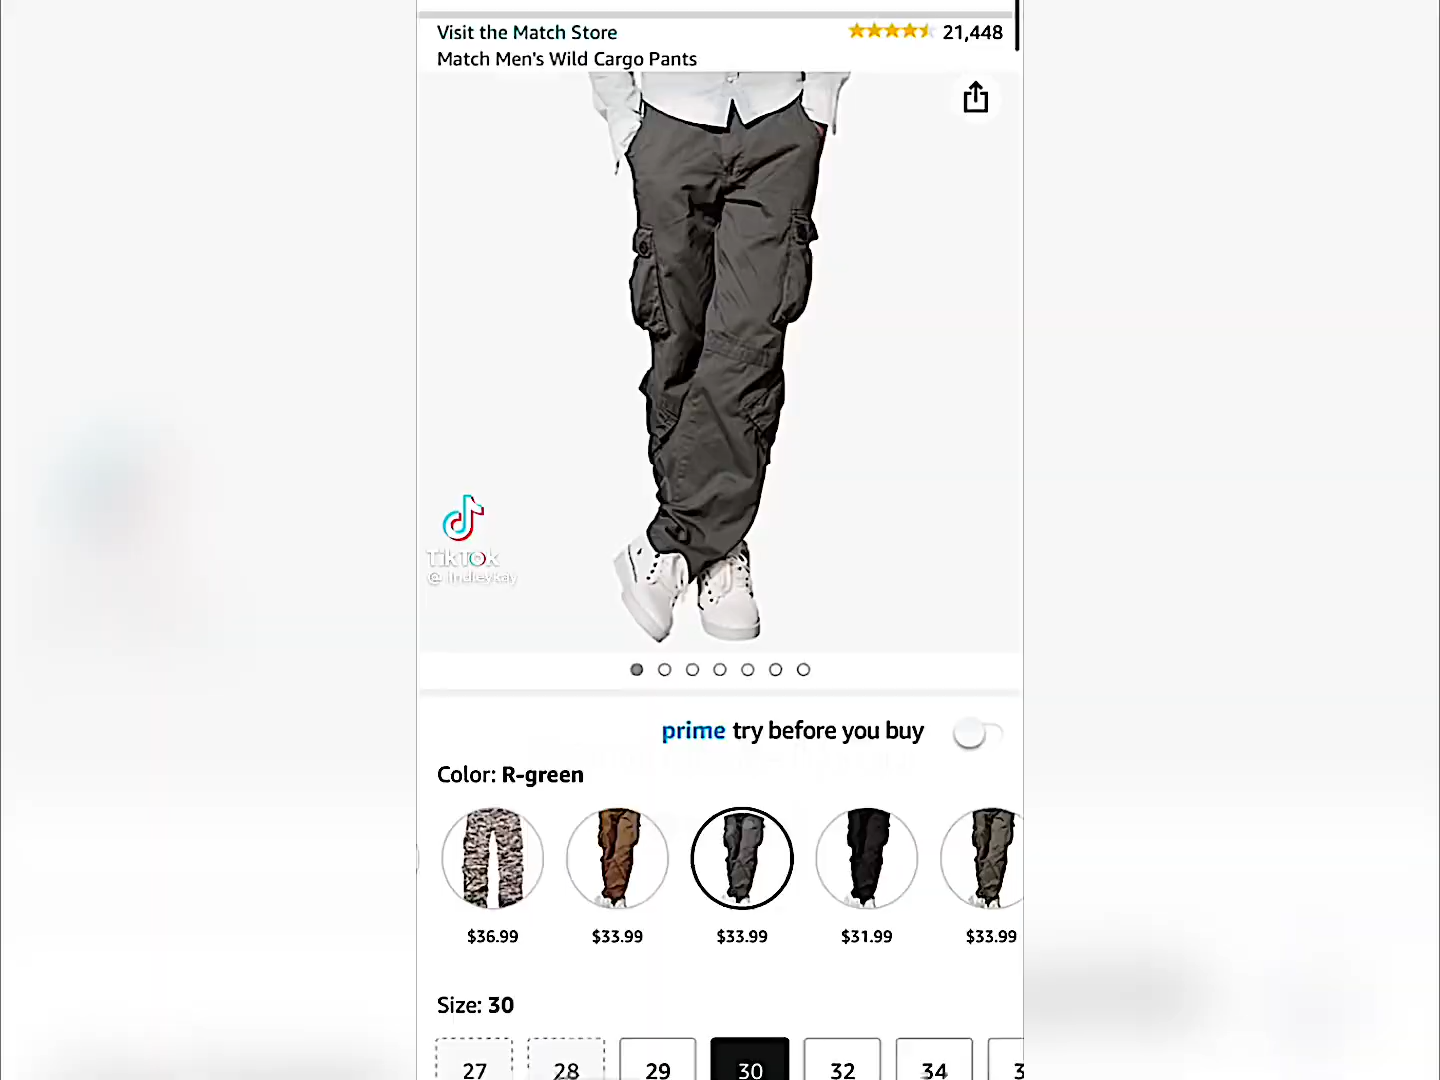 Visit the Match Store
21,448
Match Men's Wild Cargo Pants
TikTok
prime try before you buy
Color: R-green
$36.99
$33.99
$33.99
$31.99
$33.99
Size: 30
27
28
29
30
32
34